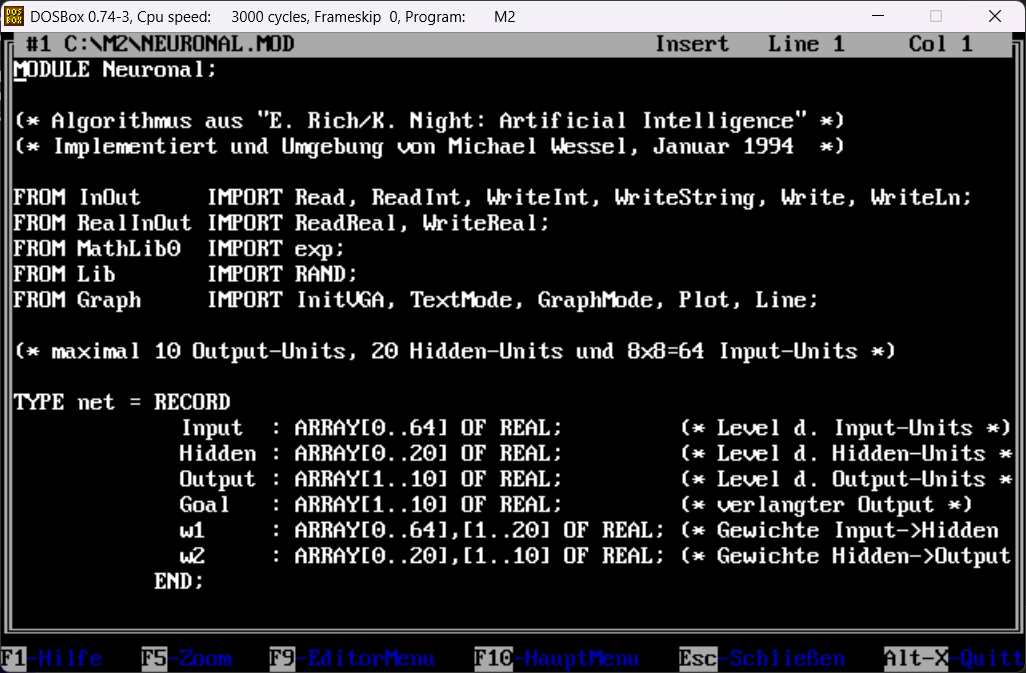 DOSBox 0.74-3, Cpu speed: 3000 cycles, Frameskip 0, Program: M2
#1 C:\M2\NEURONAL.MOD Insert Line 1 Col 1
MODULE Neuronal;
(* Algorithmus aus "E. Rich/K. Night: Artificial Intelligence" *)
(* Implementiert und Umgebung von Michael Wessel, Januar 1994 *)
FROM InOut IMPORT Read, ReadInt, WriteInt, WriteString, Write, WriteLn;
FROM RealInOut IMPORT ReadReal, WriteReal;
FROM MathLib0 IMPORT exp;
FROM Lib IMPORT RAND;
FROM Graph IMPORT InitVGA, TextMode, GraphMode, Plot, Line;
(* maximal 10 Output-Units, 20 Hidden-Units und 8x8=64 Input-Units *)
TYPE net = RECORD
Input : ARRAY[0..64] OF REAL; (* Level d. Input-Units *)
Hidden : ARRAY[0..20] OF REAL; (* Level d. Hidden-Units *
Output : ARRAY[1..10] OF REAL; (* Level d. Output-Units *
Goal : ARRAY[1..10] OF REAL; (* verlangter Output *)
w1 : ARRAY[0..64],[1..20] OF REAL; (* Gewichte Input->Hidden
w2 : ARRAY[0..20],[1..10] OF REAL; (* Gewichte Hidden->Output
END;
F1-Hilfe F5-Zoom F9-EditorMenu F10-HauptMenu Esc-Schließen Alt-X-Quitt